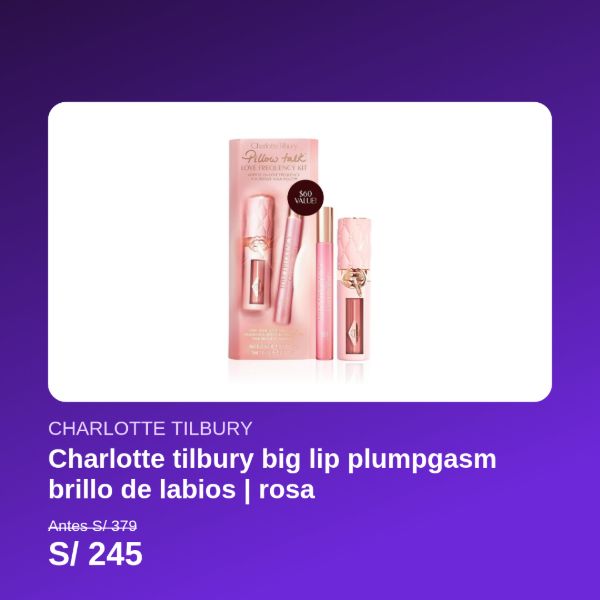 Charlotte Tilbury
Pillow talk
LOVE FREQUENCY KIT
$60
VALUE!
CHARLOTTE TILBURY
Charlotte tilbury big lip plumpgasm
brillo de labios | rosa
Antes S/ 379
S/ 245